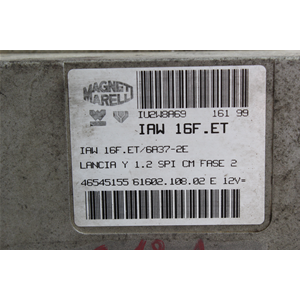 MAGNETI
MARELLI
IU2W8A69 161 99
IAW 16F.ET
IAW 16F.ET/6A37-2E
LANCIA Y 1.2 SPI CM FASE 2
46545155 61602.108.02 E 12V=